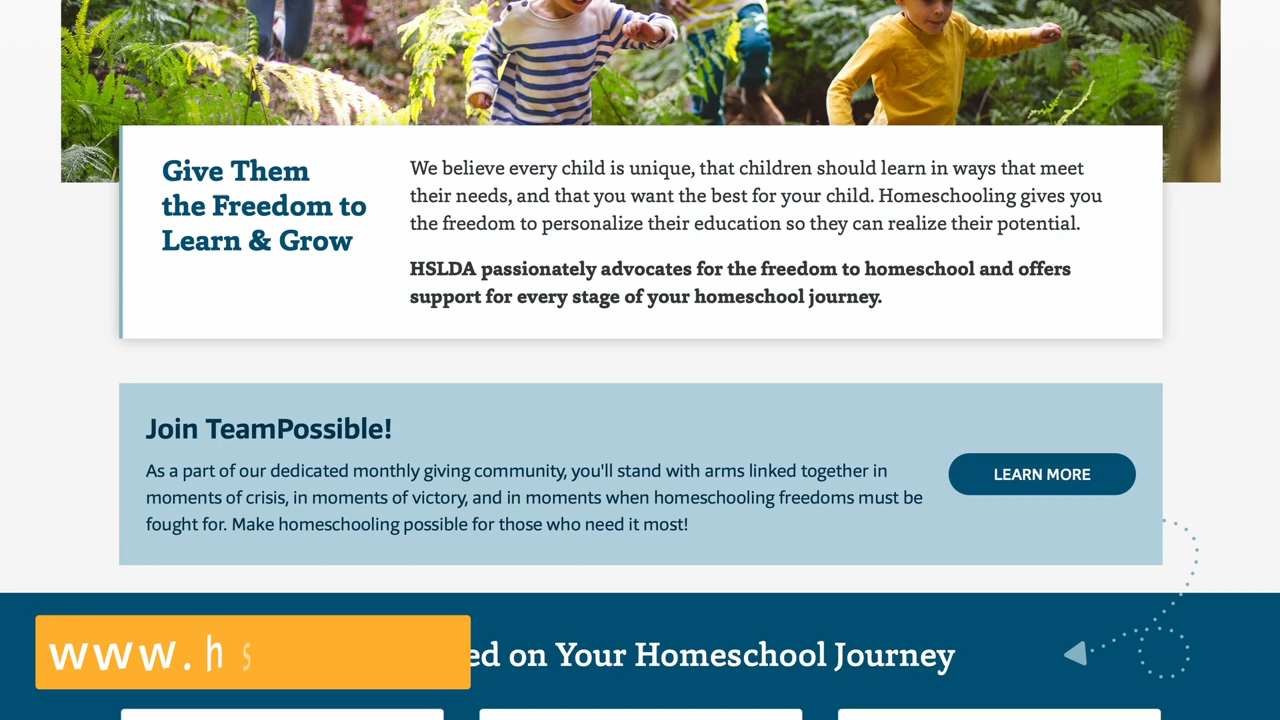 Give Them
the Freedom to
Learn & Grow
We believe every child is unique, that children should learn in ways that meet
their needs, and that you want the best for your child. Homeschooling gives you
the freedom to personalize their education so they can realize their potential.
HSLDA passionately advocates for the freedom to homeschool and offers
support for every stage of your homeschool journey.
Join TeamPossible!
As a part of our dedicated monthly giving community, you'll stand with arms linked together in
moments of crisis, in moments of victory, and in moments when homeschooling freedoms must be
fought for. Make homeschooling possible for those who need it most!
LEARN MORE
www.hs
ed on Your Homeschool Journey